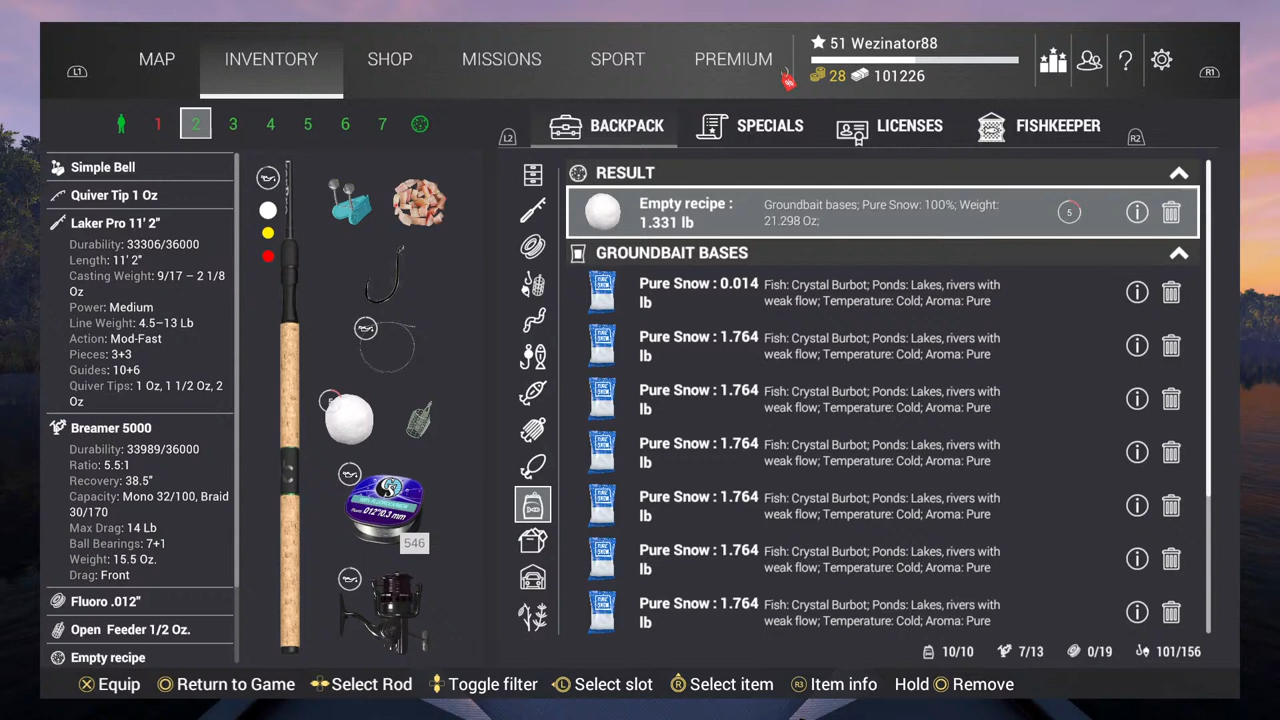 L1
MAP
INVENTORY
SHOP
MISSIONS
SPORT
PREMIUM
51 Wezinator88
28 101226
R1
1 2 3 4 5 6 7
L2
BACKPACK
SPECIALS
LICENSES
FISHKEEPER
R2
Simple Bell
Quiver Tip 1 Oz
Laker Pro 11' 2"
Durability: 33306/36000
Length: 11' 2"
Casting Weight: 9/17 – 2 1/8
Oz
Power: Medium
Line Weight: 4.5–13 Lb
Action: Mod-Fast
Pieces: 3+3
Guides: 10+6
Quiver Tips: 1 Oz, 1 1/2 Oz, 2
Oz
Breamer 5000
Durability: 33989/36000
Ratio: 5.5:1
Recovery: 38.5"
Capacity: Mono 32/100, Braid
30/170
Max Drag: 14 Lb
Ball Bearings: 7+1
Weight: 15.5 Oz.
Drag: Front
Fluoro .012"
Open Feeder 1/2 Oz.
Empty recipe
546
RESULT
Empty recipe :
1.331 lb
Groundbait bases; Pure Snow: 100%; Weight:
21.298 Oz;
5
GROUNDBAIT BASES
Pure Snow : 0.014
lb
Fish: Crystal Burbot; Ponds: Lakes, rivers with
weak flow; Temperature: Cold; Aroma: Pure
Pure Snow : 1.764
lb
Fish: Crystal Burbot; Ponds: Lakes, rivers with
weak flow; Temperature: Cold; Aroma: Pure
Pure Snow : 1.764
lb
Fish: Crystal Burbot; Ponds: Lakes, rivers with
weak flow; Temperature: Cold; Aroma: Pure
Pure Snow : 1.764
lb
Fish: Crystal Burbot; Ponds: Lakes, rivers with
weak flow; Temperature: Cold; Aroma: Pure
Pure Snow : 1.764
lb
Fish: Crystal Burbot; Ponds: Lakes, rivers with
weak flow; Temperature: Cold; Aroma: Pure
Pure Snow : 1.764
lb
Fish: Crystal Burbot; Ponds: Lakes, rivers with
weak flow; Temperature: Cold; Aroma: Pure
Pure Snow : 1.764
lb
Fish: Crystal Burbot; Ponds: Lakes, rivers with
weak flow; Temperature: Cold; Aroma: Pure
10/10 7/13 0/19 101/156
Equip
Return to Game
Select Rod
Toggle filter
L Select slot
R Select item
R3 Item info
Hold Remove